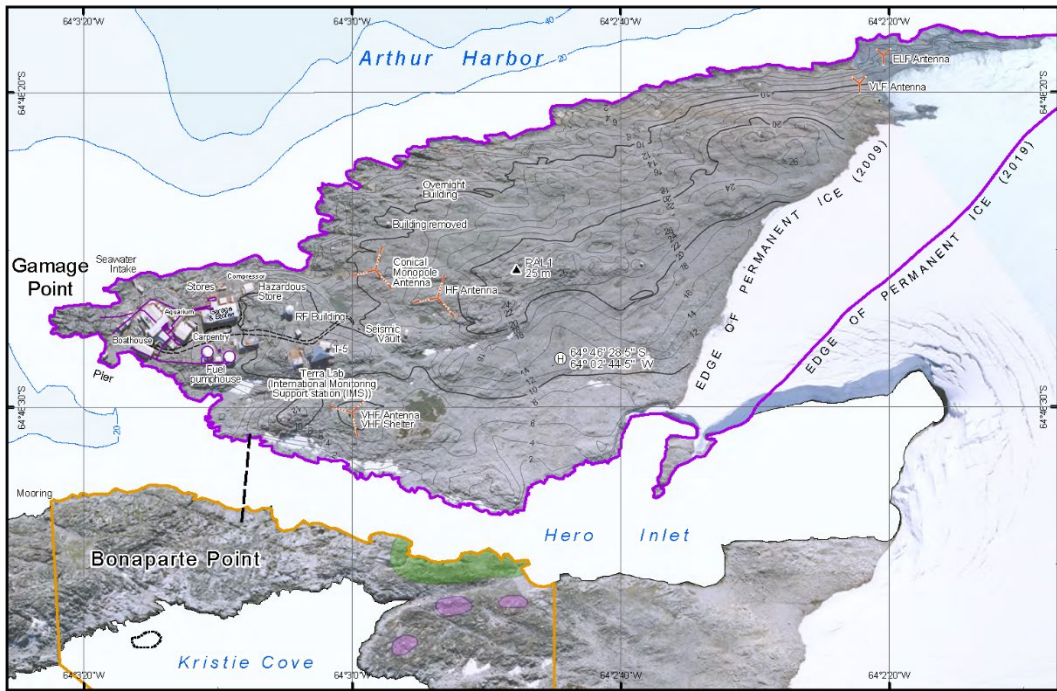 64°3'20"W
64°3'0"W
64°2'40"W
64°2'20"W
40
20
Arthur Harbor
ELF Antenna
64°46'20"S
64°46'20"S
VLF Antenna
Overnight
Building
Building removed
EDGE OF PERMANENT ICE (2009)
EDGE OF PERMANENT ICE (2019)
Gamage
Point
Seawater
Intake
Conical
Monopole
Antenna
PAL1
25 m
Compressor
Stores
Hazardous
Store
HF Antenna
Aquarium
Garage
RF Building
Seismic
Vault
Boathouse
Carpentry
T-5
H
64° 46' 28.5" S
64° 02' 44.5" W
Pier
Fuel
pumphouse
Terra Lab
(International Monitoring
Support station (IMS))
64°46'30"S
64°46'30"S
VHF Antenna
VHF Shelter
20
Mooring
Hero Inlet
Bonaparte Point
Kristie Cove
64°3'20"W
64°3'0"W
64°2'40"W
64°2'20"W